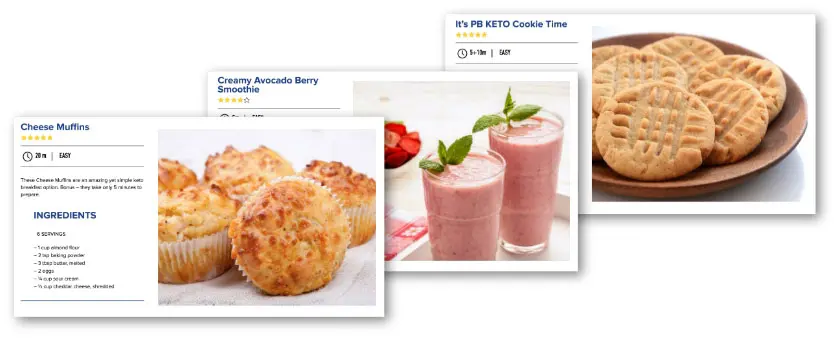 It's PB KETO Cookie Time
5+10m | EASY
Creamy Avocado Berry
Smoothie
Cheese Muffins
20 m | EASY
These Cheese Muffins are an amazing yet simple keto
breakfast option. Bonus – they take only 5 minutes to
prepare.
INGREDIENTS
6 SERVINGS
– 1 cup almond flour
– 2 tsp baking powder
– 3 tbsp butter, melted
– 2 eggs
– ¼ cup sour cream
– ½ cup cheddar cheese, shredded